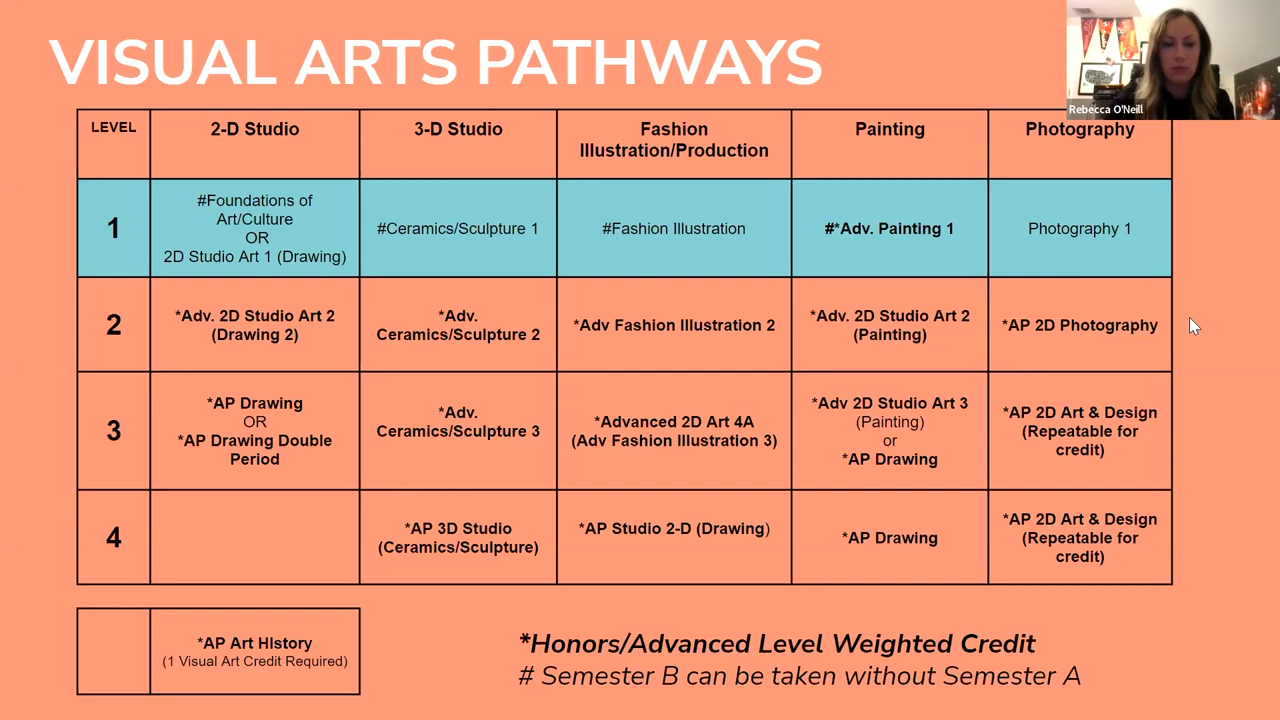 VISUAL ARTS PATHWAYS
Rebecca O'Neill
LEVEL
2-D Studio
3-D Studio
Fashion
Illustration/Production
Painting
Photography
1
#Foundations of
Art/Culture
OR
2D Studio Art 1 (Drawing)
#Ceramics/Sculpture 1
#Fashion Illustration
#*Adv. Painting 1
Photography 1
2
*Adv. 2D Studio Art 2
(Drawing 2)
*Adv.
Ceramics/Sculpture 2
*Adv Fashion Illustration 2
*Adv. 2D Studio Art 2
(Painting)
*AP 2D Photography
3
*AP Drawing
OR
*AP Drawing Double
Period
*Adv.
Ceramics/Sculpture 3
*Advanced 2D Art 4A
(Adv Fashion Illustration 3)
*Adv 2D Studio Art 3
(Painting)
or
*AP Drawing
*AP 2D Art & Design
(Repeatable for
credit)
4
*AP 3D Studio
(Ceramics/Sculpture)
*AP Studio 2-D (Drawing)
*AP Drawing
*AP 2D Art & Design
(Repeatable for
credit)
*AP Art HIstory
(1 Visual Art Credit Required)
*Honors/Advanced Level Weighted Credit
# Semester B can be taken without Semester A